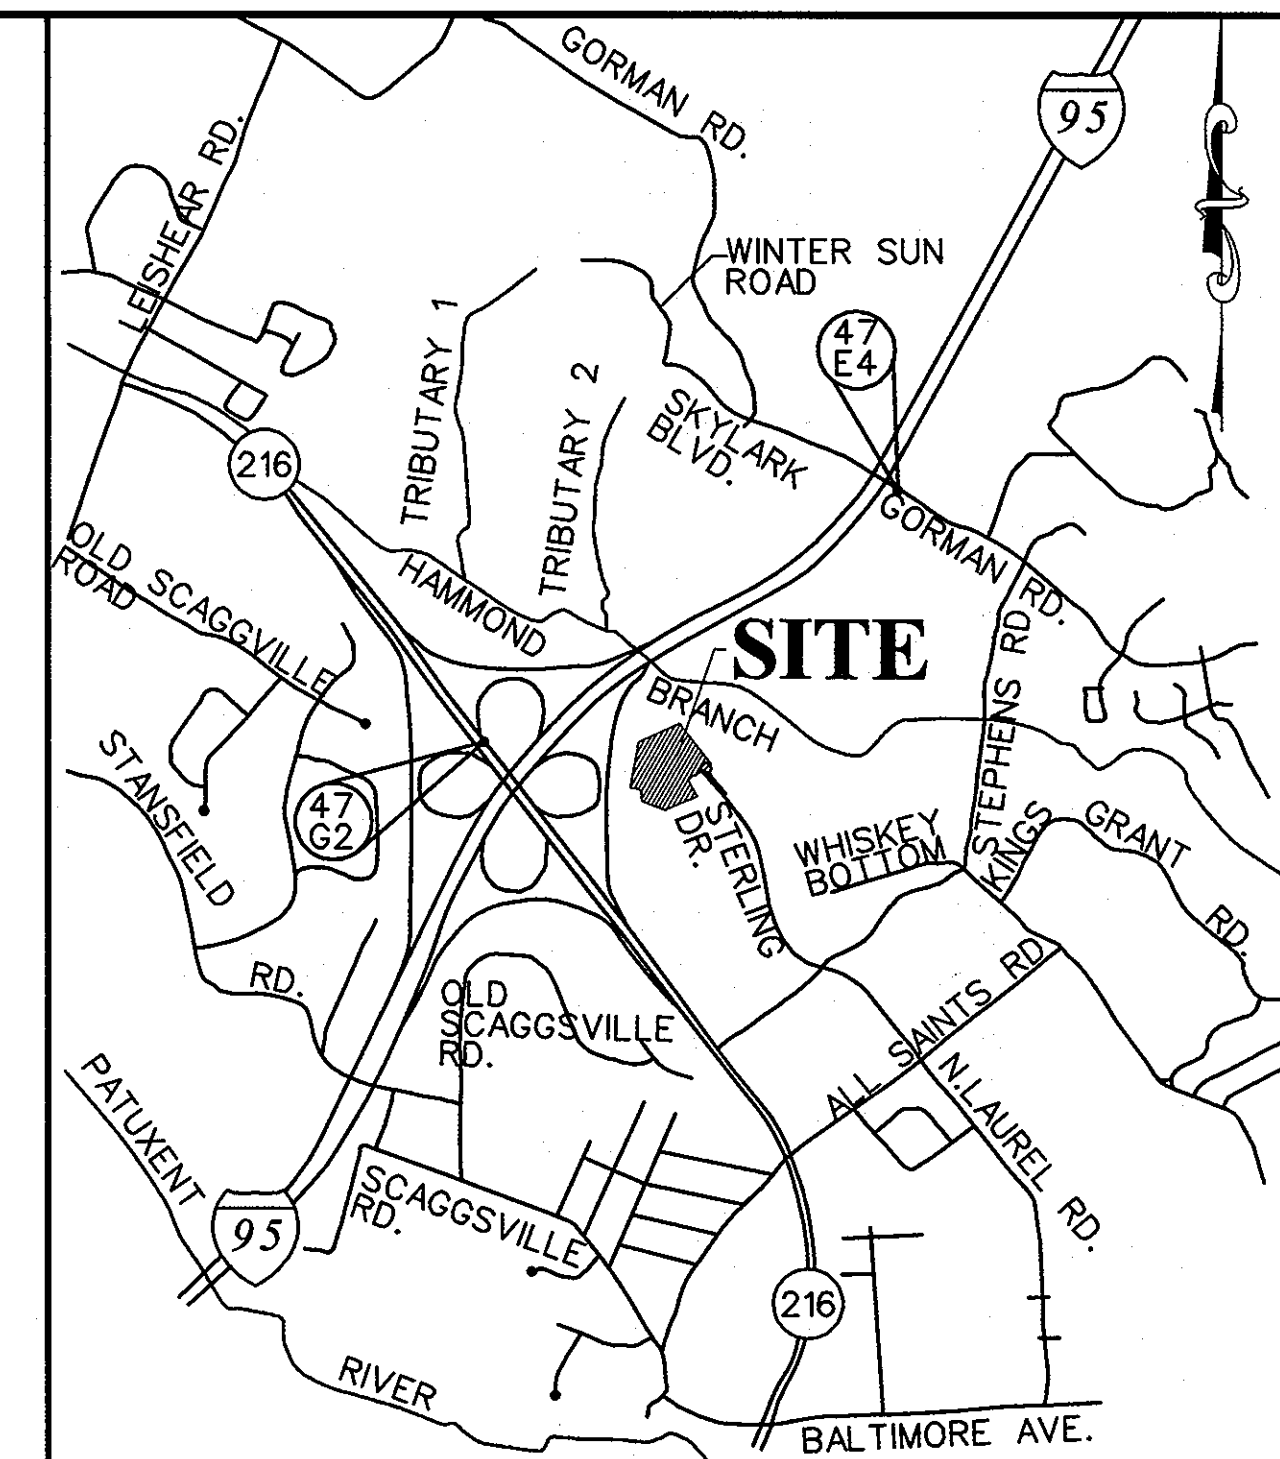 GORMAN RD.
95
LEISHEAR RD.
WINTER SUN
ROAD
47
E4
TRIBUTARY 1
TRIBUTARY 2
SKYLARK
BLVD.
216
GORMAN RD.
OLD SCAGGVILLE
ROAD
HAMMOND
BRANCH
SITE
STEPHENS RD
STANSFIELD
RD.
47
G2
STERLING
DR.
WHISKEY
BOTTOM
KINGS GRANT
RD.
OLD
SCAGGSVILLE
RD.
ALL SAINTS RD
N.LAUREL RD.
PATUXENT
RIVER
95
SCAGGSVILLE
RD.
216
BALTIMORE AVE.